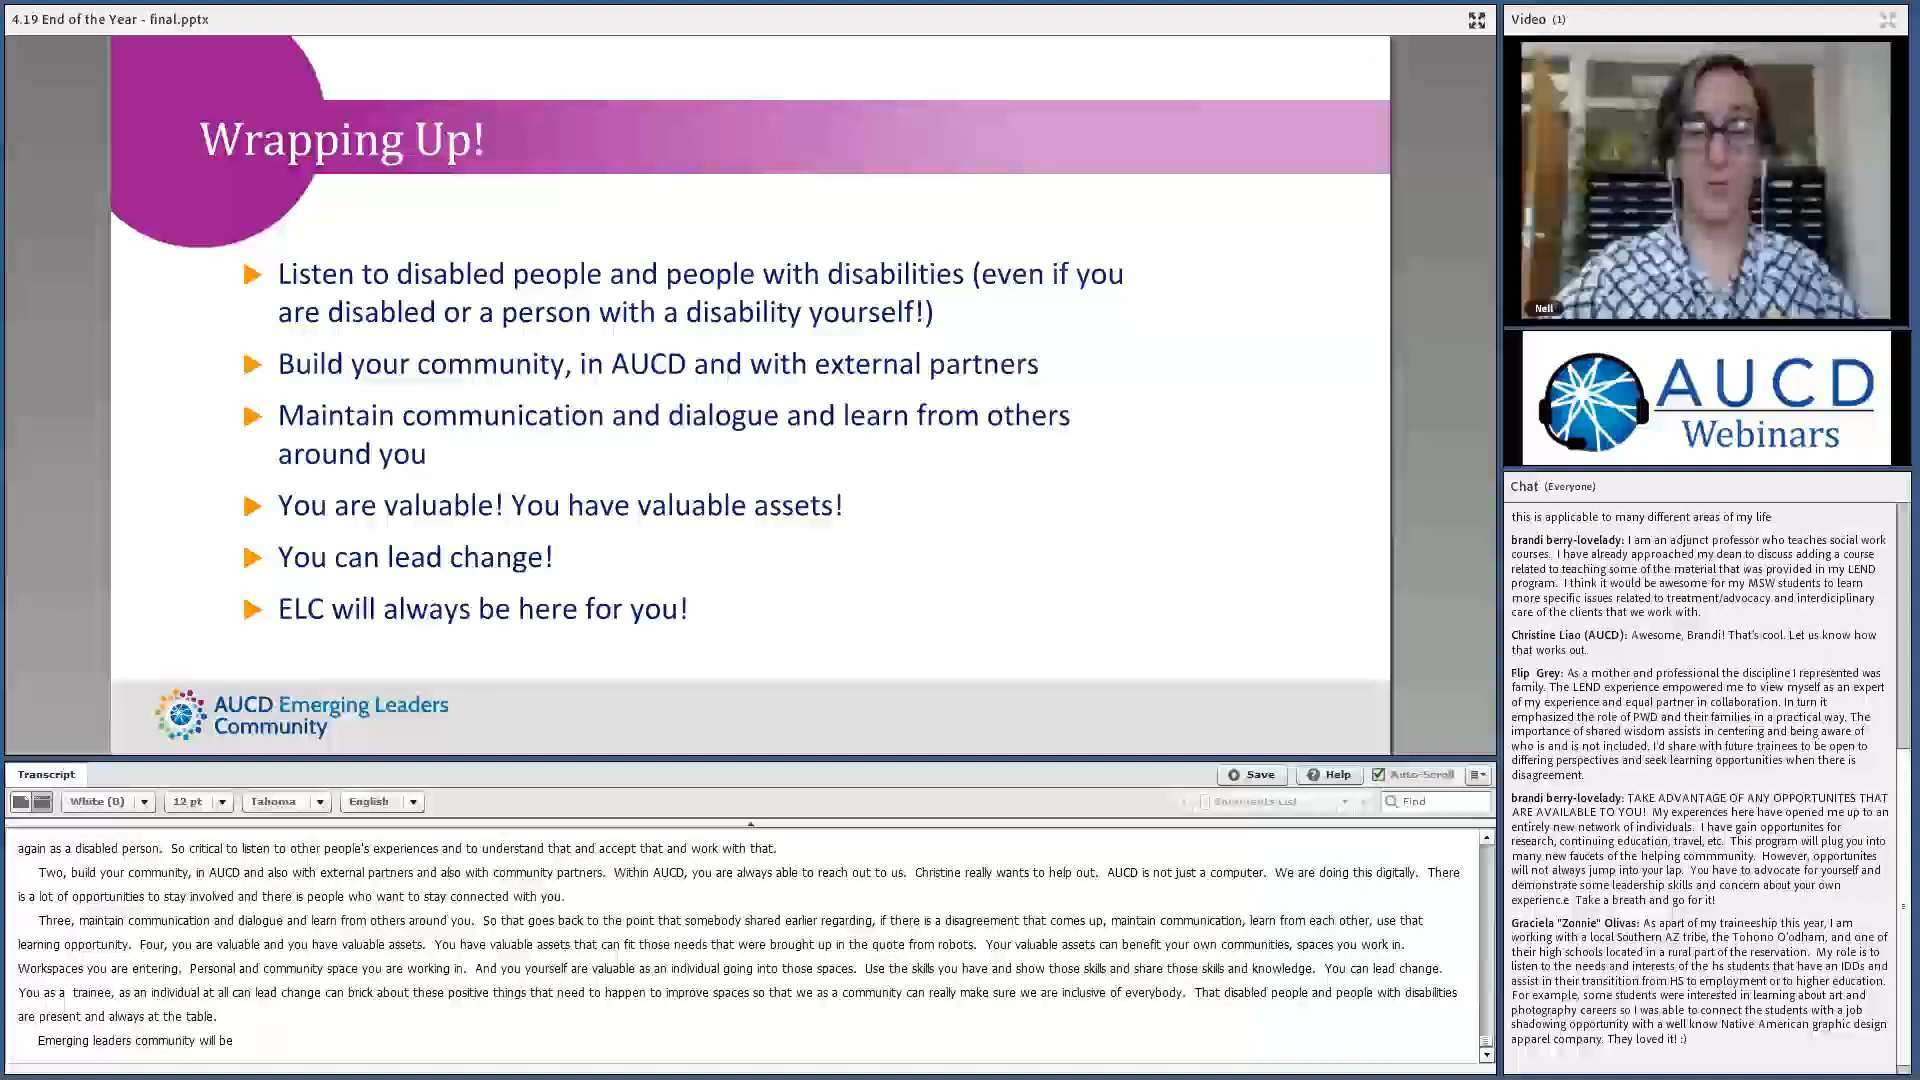 4.19 End of the Year - final.pptx
Wrapping Up!
Listen to disabled people and people with disabilities (even if you
are disabled or a person with a disability yourself!)
Build your community, in AUCD and with external partners
Maintain communication and dialogue and learn from others
around you
You are valuable! You have valuable assets!
You can lead change!
ELC will always be here for you!
AUCD Emerging Leaders
Community
Transcript
Save
Help
Auto-Scroll
White (B)
12 pt
Tahoma
English
Comments List
Find
again as a disabled person.  So critical to listen to other people's experiences and to understand that and accept that and work with that.
Two, build your community, in AUCD and also with external partners and also with community partners.  Within AUCD, you are always able to reach out to us.  Christine really wants to help out.  AUCD is not just a computer.  We are doing this digitally.  There
is a lot of opportunities to stay involved and there is people who want to stay connected with you.
Three, maintain communication and dialogue and learn from others around you.  So that goes back to the point that somebody shared earlier regarding, if there is a disagreement that comes up, maintain communication, learn from each other, use that
learning opportunity.  Four, you are valuable and you have valuable assets.  You have valuable assets that can fit those needs that were brought up in the quote from robots.  Your valuable assets can benefit your own communities, spaces you work in.
Workspaces you are entering.  Personal and community space you are working in.  And you yourself are valuable as an individual going into those spaces.  Use the skills you have and show those skills and share those skills and knowledge.  You can lead change.
You as a  trainee, as an individual at all can lead change can brick about these positive things that need to happen to improve spaces so that we as a community can really make sure we are inclusive of everybody.  That disabled people and people with disabilities
are present and always at the table.
Emerging leaders community will be
Video (1)
Nell
AUCD
Webinars
Chat (Everyone)
this is applicable to many different areas of my life
brandi berry-lovelady: I am an adjunct professor who teaches social work
courses.  I have already approached my dean to discuss adding a course
related to teaching some of the material that was provided in my LEND
program.  I think it would be awesome for my MSW students to learn
more specific issues related to treatment/advocacy and interdiciplinary
care of the clients that we work with.
Christine Liao (AUCD): Awesome, Brandi! That's cool. Let us know how
that works out.
Flip  Grey: As a mother and professional the discipline I represented was
family. The LEND experience empowered me to view myself as an expert
of my experience and equal partner in collaboration. In turn it
emphasized the role of PWD and their families in a practical way. The
importance of shared wisdom assists in centering and being aware of
who is and is not included. I'd share with future trainees to be open to
differing perspectives and seek learning opportunities when there is
disagreement.
brandi berry-lovelady: TAKE ADVANTAGE OF ANY OPPORTUNITES THAT
ARE AVAILABLE TO YOU!  My experences here have opened me up to an
entirely new network of individuals.  I have gain opportunites for
research, continuing education, travel, etc.  This program will plug you into
many new faucets of the helping commmunity.  However, opportunites
will not always jump into your lap.  You have to advocate for yourself and
demonstrate some leadership skills and concern about your own
experienc.e  Take a breath and go for it!
Graciela "Zonnie" Olivas: As apart of my traineeship this year, I am
working with a local Southern AZ tribe, the Tohono O'odham, and one of
their high schools located in a rural part of the reservation.  My role is to
listen to the needs and interests of the hs students that have an IDDs and
assist in their transitition from HS to employment or to higher education.
For example, some students were interested in learning about art and
photography careers so I was able to connect the students with a job
shadowing opportunity with a well know Native American graphic design
apparel company. They loved it! :)